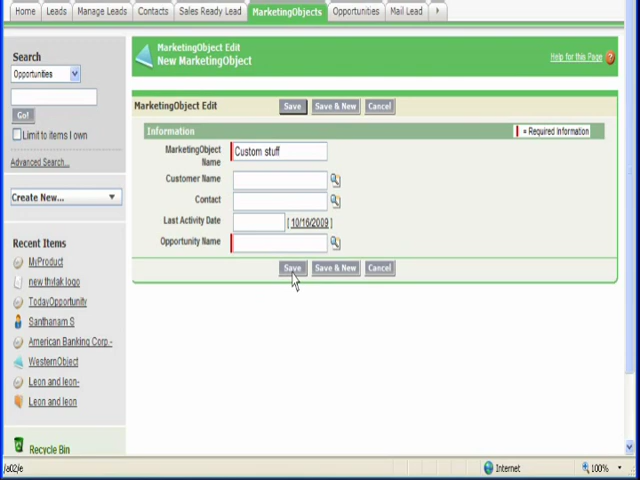 Home Leads Manage Leads Contacts Sales Ready Lead MarketingObjects Opportunities Mail Lead
Search
Opportunities
Go!
Limit to items I own
Advanced Search...
Create New...
Recent Items
MyProduct
new thilak logo
TodayOpportunity
Santhanam S
American Banking Corp.-
WesternObject
Leon and leon-
Leon and leon
Recycle Bin
MarketingObject Edit
New MarketingObject
Help for this Page
MarketingObject Edit Save Save & New Cancel
Information
= Required Information
MarketingObject Name Custom stuff
Customer Name
Contact
Last Activity Date [ 10/16/2009 ]
Opportunity Name
Save Save & New Cancel
/a02/e Internet 100%